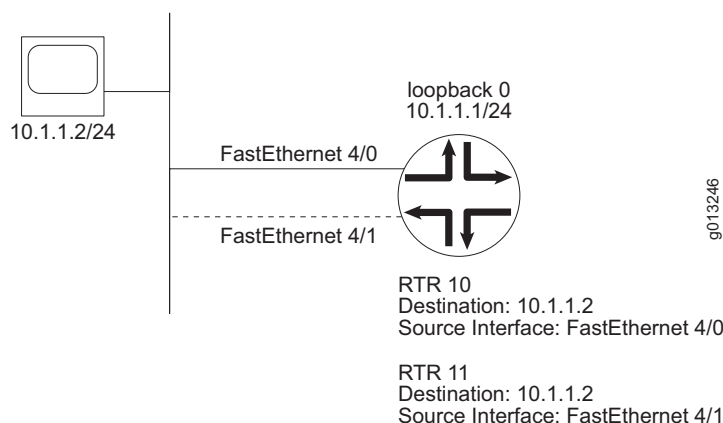 loopback 0
10.1.1.1/24
10.1.1.2/24
FastEthernet 4/0
FastEthernet 4/1
g013246
RTR 10
Destination: 10.1.1.2
Source Interface: FastEthernet 4/0
RTR 11
Destination: 10.1.1.2
Source Interface: FastEthernet 4/1